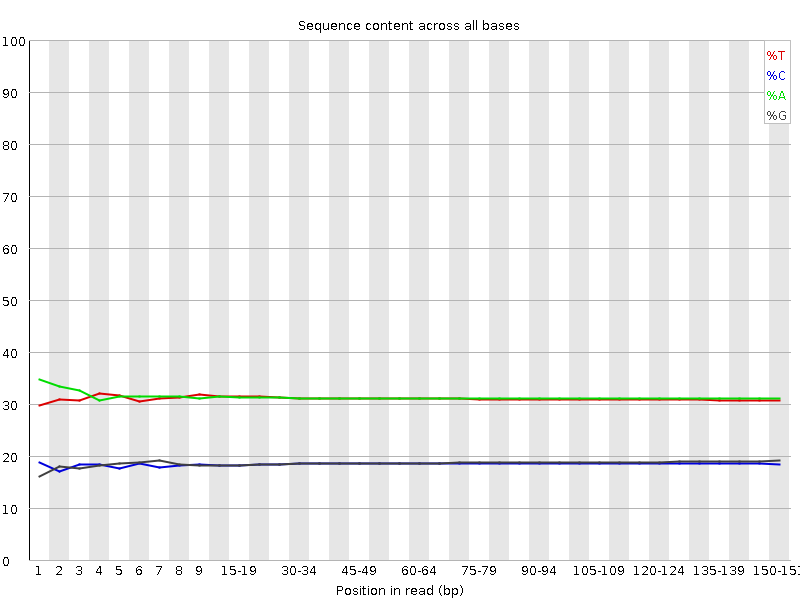 Sequence content across all bases
100
90
80
70
60
50
40
30
20
10
0
%T
%C
%A
%G
1 2 3 4 5 6 7 8 9 15-19 30-34 45-49 60-64 75-79 90-94 105-109 120-124 135-139 150-151
Position in read (bp)